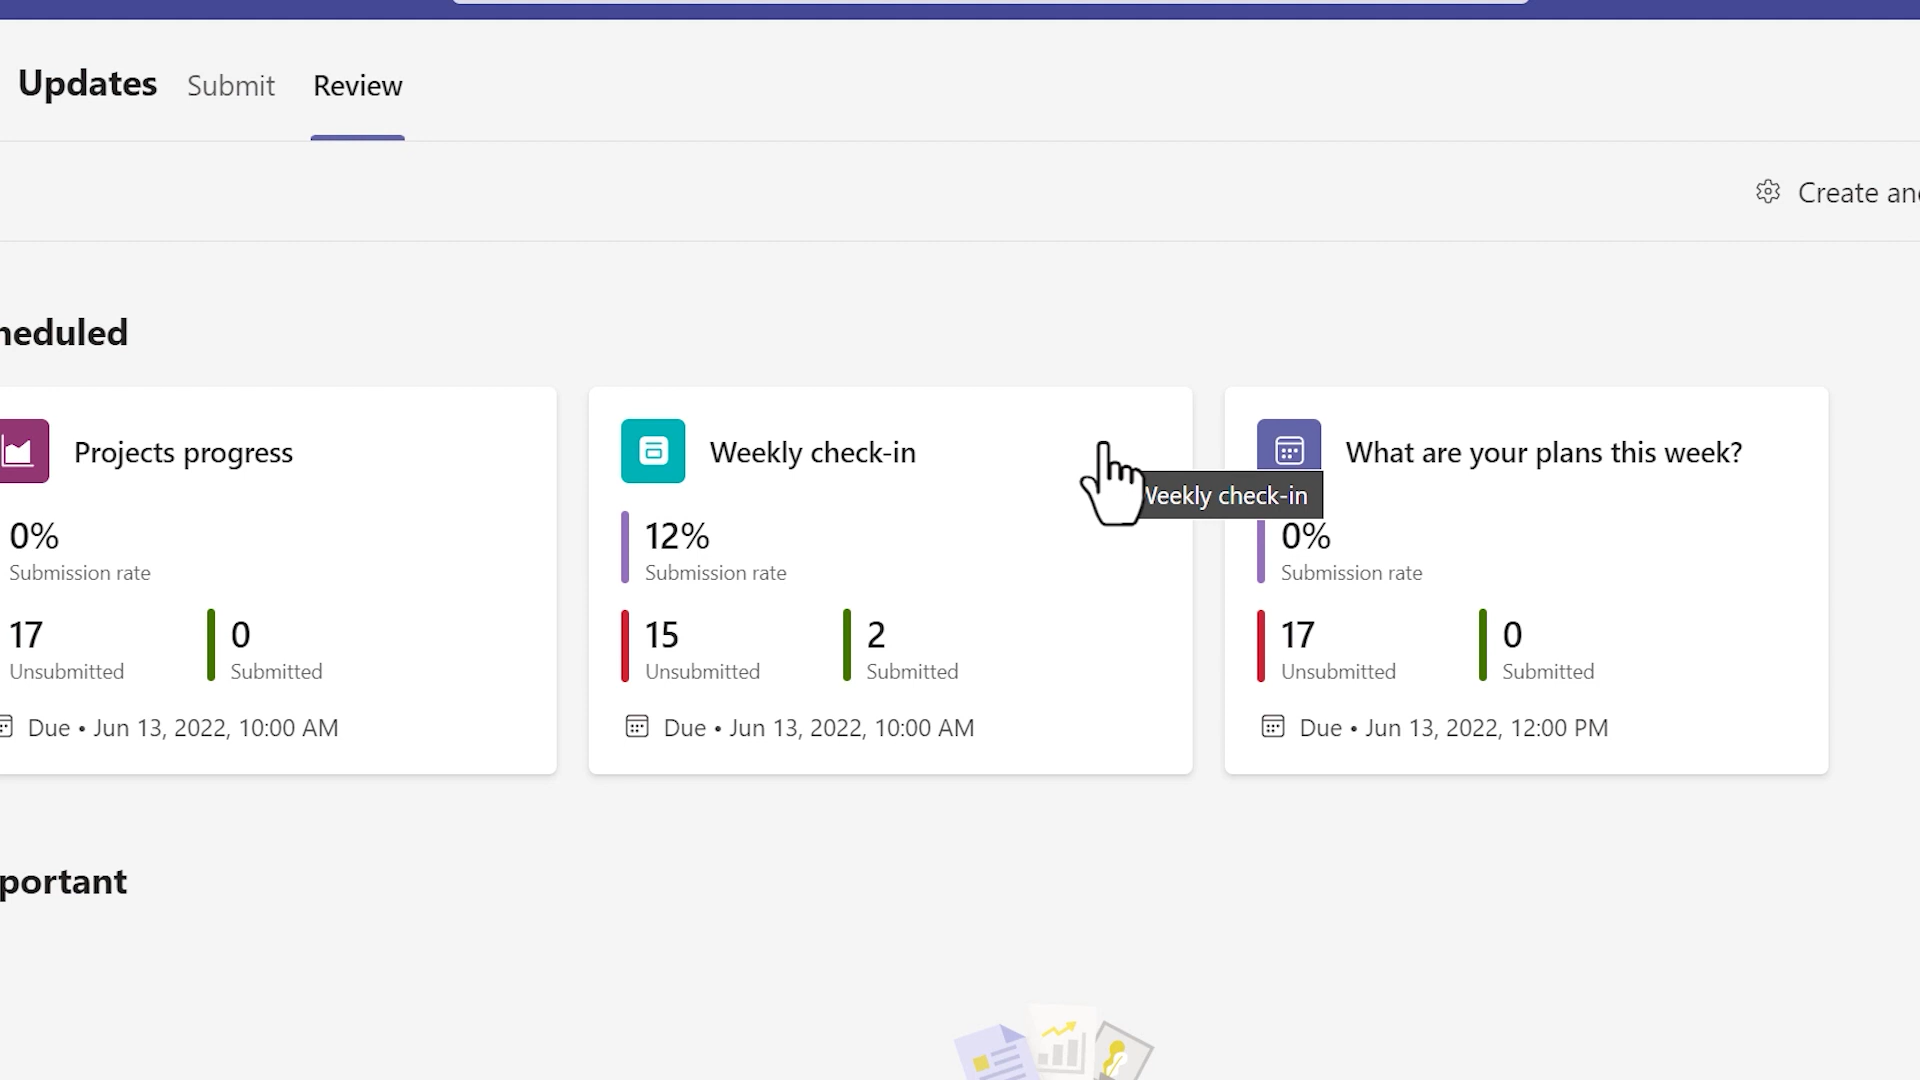 Updates Submit Review
Create and
heduled
Projects progress
0%
Submission rate
17 0
Unsubmitted Submitted
Due • Jun 13, 2022, 10:00 AM
Weekly check-in
12%
Submission rate
15 2
Unsubmitted Submitted
Due • Jun 13, 2022, 10:00 AM
Weekly check-in
What are your plans this week?
0%
Submission rate
17 0
Unsubmitted Submitted
Due • Jun 13, 2022, 12:00 PM
portant